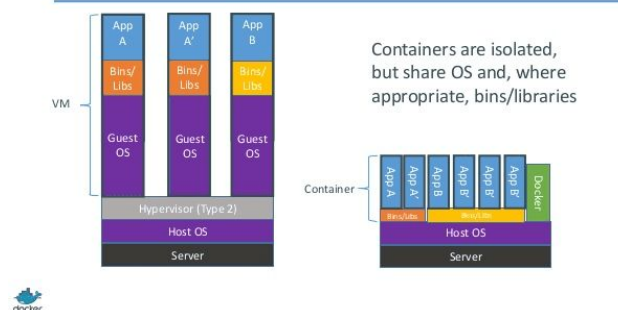 App
A
App
A’
App
B
Bins/
Libs
Bins/
Libs
Bins/
Libs
VM
Guest
OS
Guest
OS
Guest
OS
Hypervisor (Type 2)
Host OS
Server
Containers are isolated,
but share OS and, where
appropriate, bins/libraries
Container
App A
App A’
App B
App B’
App B’
App B’
Docker
Bins/Libs
Bins/Libs
Host OS
Server
docker